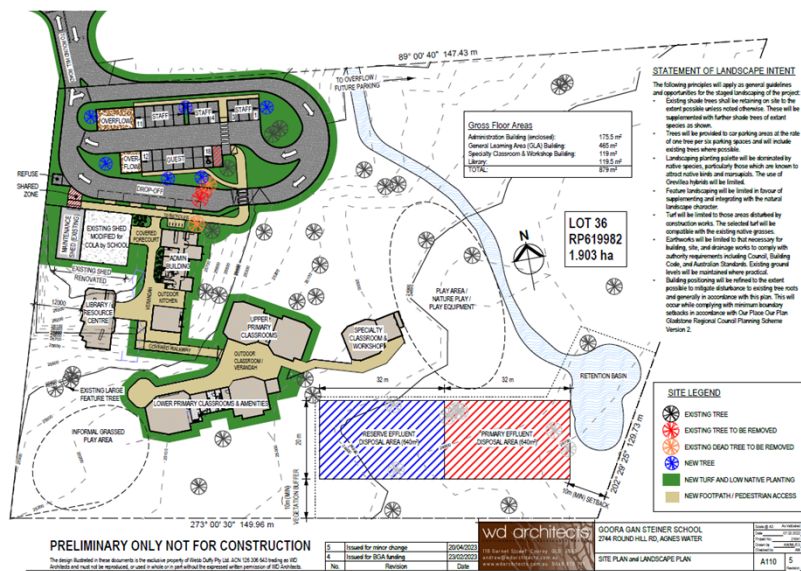 89° 00' 40" 147.43 m
TO ROUND HILL ROAD
TO OVERFLOW /
FUTURE PARKING
STAFF
STAFF
STAFF
OVERFLOW
11
OVER-
FLOW
12
GUEST
DROP-OFF
REFUSE
SHARED
ZONE
MAINTENANCE
SHED (EXISTING)
EXISTING SHED
MODIFIED for
COLA by SCHOOL
COVERED
FORECOURT
ADMIN
BUILDING
EXISTING SHED
RENOVATED
VERANDAH
OUTDOOR
KITCHEN
LIBRARY /
RESOURCE
CENTRE
COVERED WALKWAY
UPPER
PRIMARY
CLASSROOMS
OUTDOOR
CLASSROOM /
VERANDAH
SPECIALTY
CLASSROOM &
WORKSHOP
PLAY AREA /
NATURE PLAY /
PLAY EQUIPMENT
EXISTING LARGE
FEATURE TREE
LOWER PRIMARY CLASSROOMS & AMENITIES
INFORMAL GRASSED
PLAY AREA
32 m
32 m
20 m
RESERVE EFFLUENT
DISPOSAL AREA (640m²)
PRIMARY EFFLUENT
DISPOSAL AREA (640m²)
RETENTION BASIN
10m (MIN)
VEGETATION BUFFER
10m (MIN) SETBACK
202° 29' 25" 129.73 m
273° 00' 30" 149.96 m
Gross Floor Areas
Administration Building (enclosed): 175.5 m²
General Learning Area (GLA) Building: 465 m²
Specialty Classroom & Workshop Building: 119 m²
Library: 119.5 m²
TOTAL: 879 m²
LOT 36
RP619982
1.903 ha
N
STATEMENT OF LANDSCAPE INTENT
The following principles will apply as general guidelines
and opportunities for the staged landscaping of the project:
• Existing shade trees shall be retaining on site to the
extent possible unless noted otherwise. These will be
supplemented with further shade trees of extant
species as shown.
• Trees will be provided to car parking areas at the rate
of one tree per six parking spaces and will include
existing trees where possible.
• Landscaping planting palette will be dominated by
native species, particularly those which are known to
attract native birds and marsupials. The use of
Grevillea hybrids will be limited.
• Feature landscaping will be limited in favour of
supplementing and integrating with the natural
landscape character.
• Turf will be limited to those areas disturbed by
construction works. The selected turf will be
compatible with the existing native grasses.
• Earthworks will be limited to that necessary for
building, site, and drainage works to comply with
authority requirements including Council, Building
Code, and Australian Standards. Existing ground
levels will be maintained where practical.
• Building positioning will be refined to the extent
possible to mitigate disturbance to existing tree roots
and generally in accordance with this plan. This will
occur while complying with minimum boundary
setbacks in accordance with Our Place Our Plan
Gladstone Regional Council Planning Scheme
Version 2.
SITE LEGEND
EXISTING TREE
EXISTING TREE TO BE REMOVED
EXISTING DEAD TREE TO BE REMOVED
NEW TREE
NEW TURF AND LOW NATIVE PLANTING
NEW FOOTPATH / PEDESTRIAN ACCESS
PRELIMINARY ONLY NOT FOR CONSTRUCTION
5 Issued for minor change 20/04/2023
4 Issued for BGA funding 23/02/2023
No. Revision Date
wd architects
GOORA GAN STEINER SCHOOL
2744 ROUND HILL RD, AGNES WATER
SITE PLAN and LANDSCAPE PLAN
A110
5